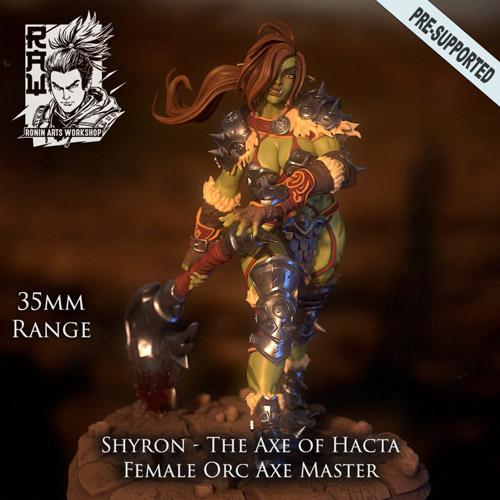 RAW
RONIN ARTS WORKSHOP
PRE-SUPPORTED
35MM
RANGE
SHYRON - THE AXE OF HACTA
FEMALE ORC AXE MASTER